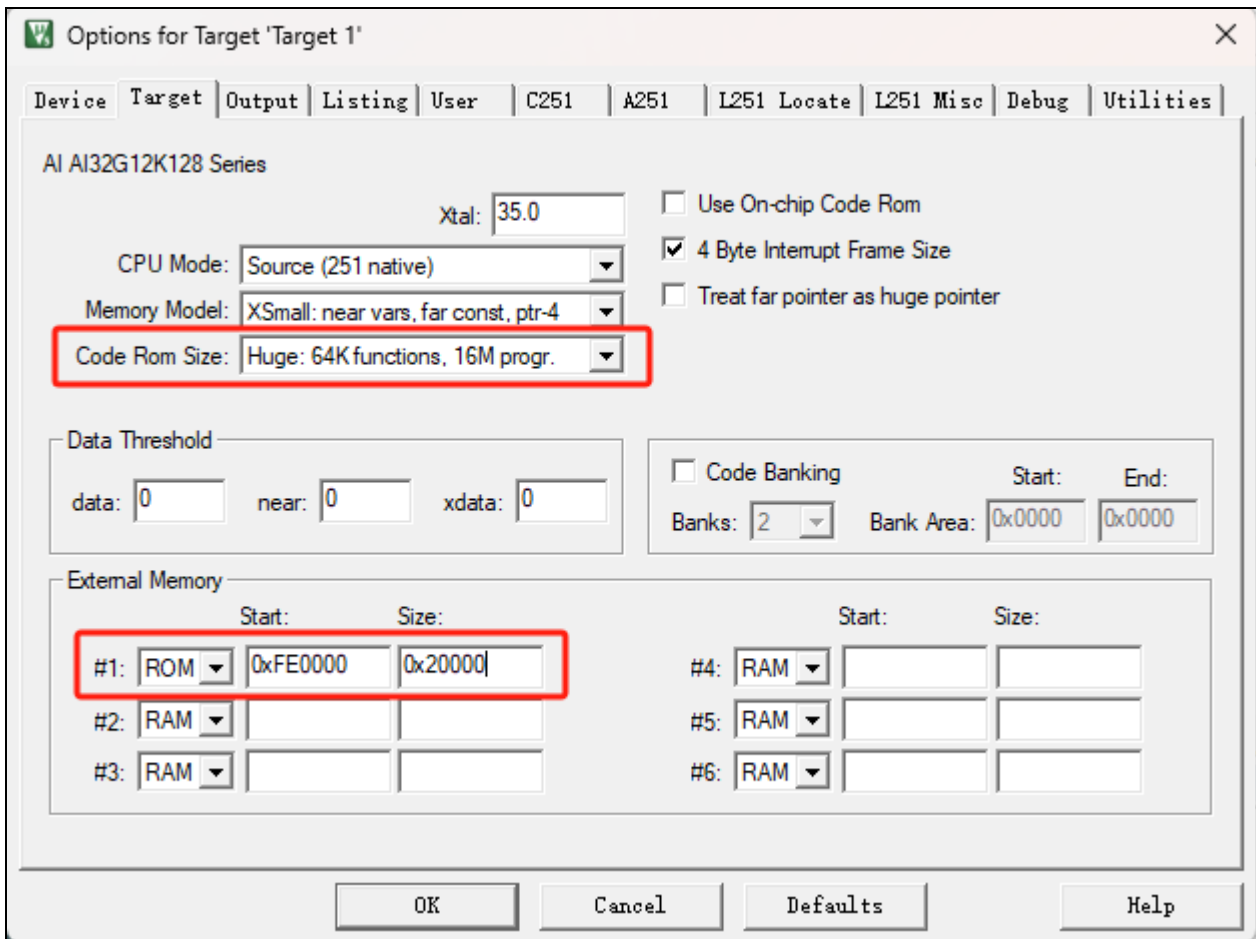 Options for Target 'Target 1'
Device Target Output Listing User C251 A251 L251 Locate L251 Misc Debug Utilities
AI AI32G12K128 Series
Xtal: 35.0
Use On-chip Code Rom
CPU Mode: Source (251 native)
4 Byte Interrupt Frame Size
Memory Model: XSmall: near vars, far const, ptr-4
Treat far pointer as huge pointer
Code Rom Size: Huge: 64K functions, 16M progr.
Data Threshold
data: 0 near: 0 xdata: 0
Code Banking Start: End:
Banks: 2 Bank Area: 0x0000 0x0000
External Memory
Start: Size: Start: Size:
#1: ROM 0xFE0000 0x20000 #4: RAM
#2: RAM #5: RAM
#3: RAM #6: RAM
OK Cancel Defaults Help